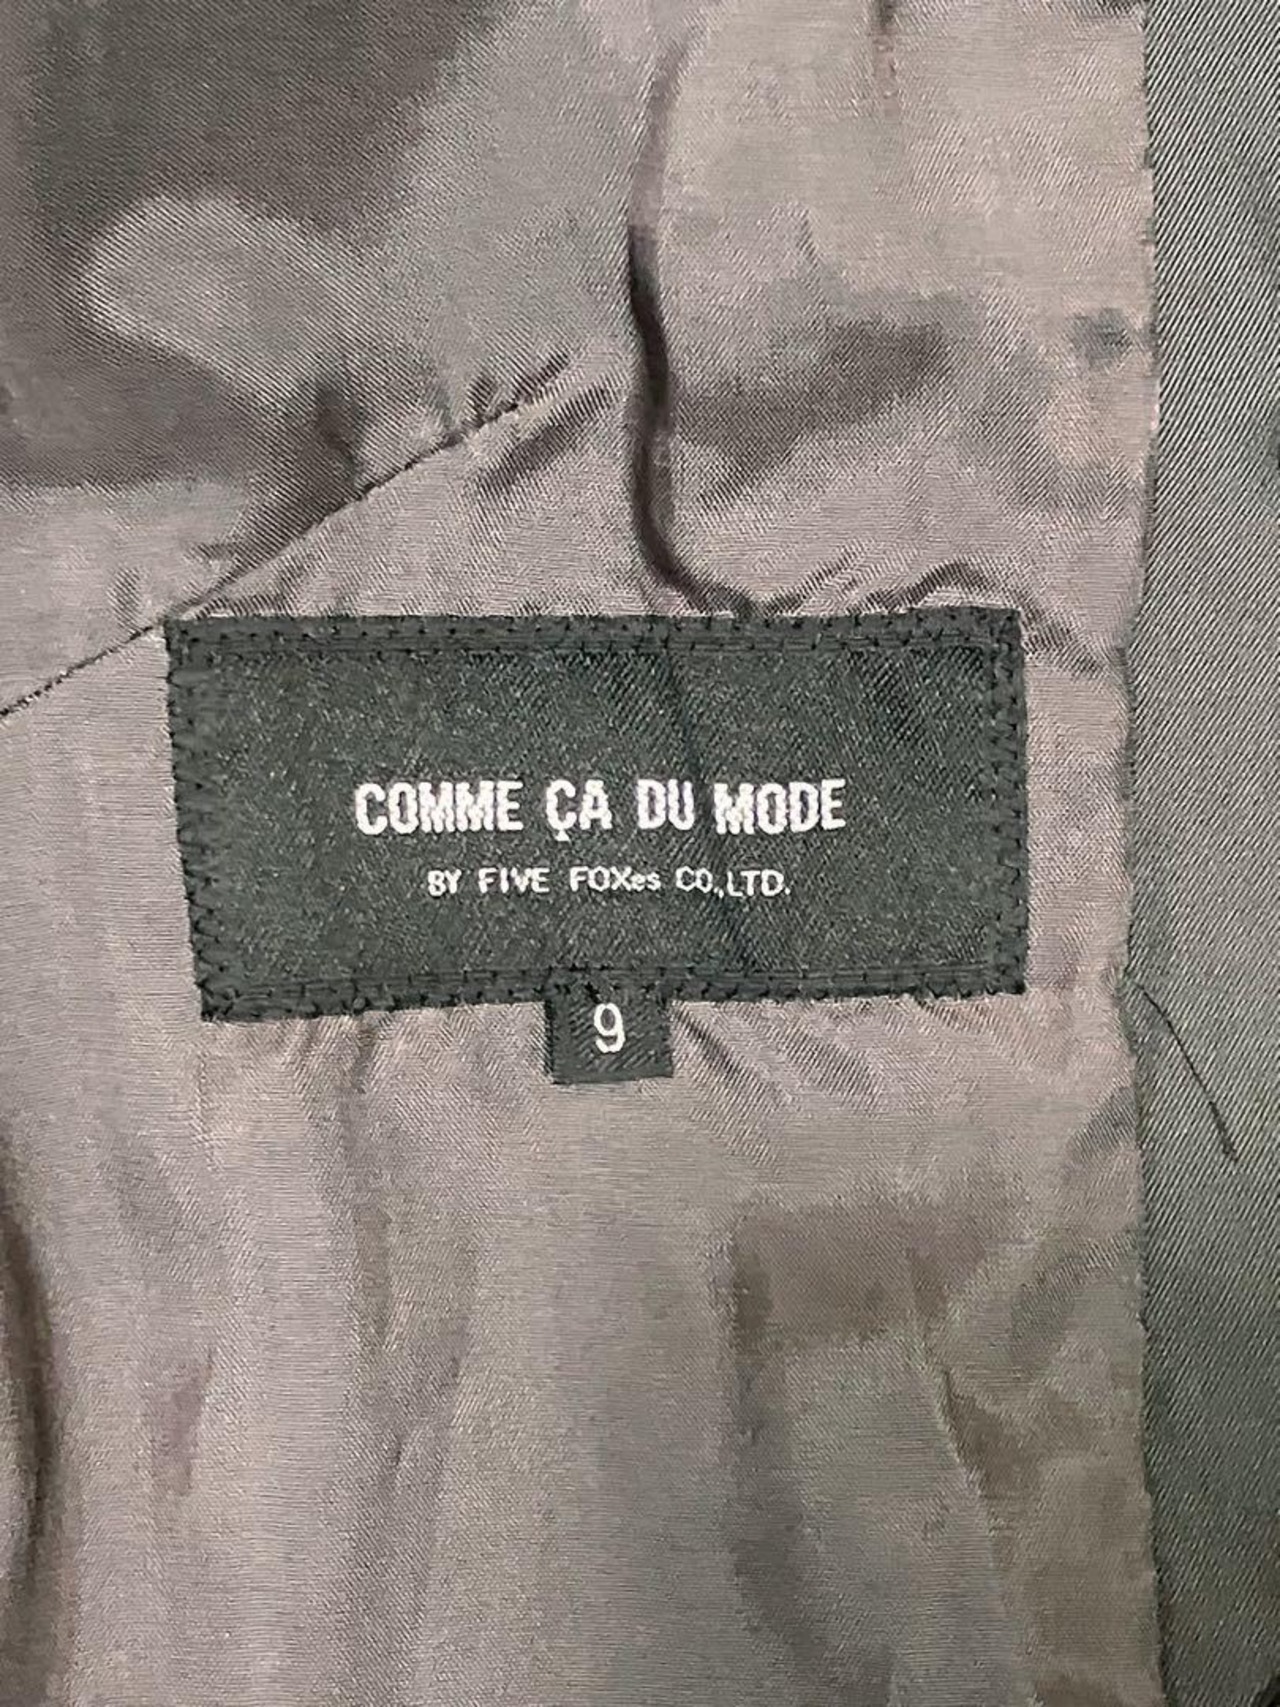 COMME ÇA DU MODE
BY FIVE FOXes CO.,LTD.
9